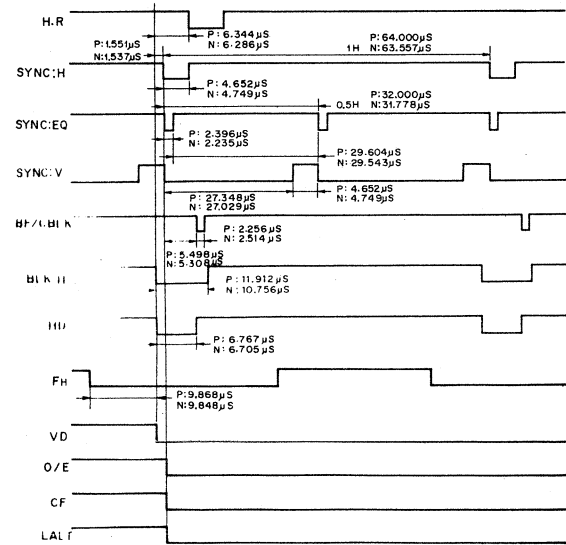 H.R
P:6.344µS
N:6.286µS
P:1.551µS
N:1.537µS
P:64.000µS
1H N:63.557µS
SYNC:H
P:4.652µS
N:4.749µS
P:32.000µS
0.5H N:31.778µS
SYNC:EQ
P:2.396µS
N:2.235µS
P:29.604µS
N:29.543µS
SYNC:V
P:27.348µS
N:27.029µS
P:4.652µS
N:4.749µS
BF/CBLK
P:2.256µS
N:2.514µS
P:5.498µS
N:5.308µS
P:11.912µS
N:10.756µS
HD
P:6.767µS
N:6.705µS
FH
P:9.868µS
N:9.848µS
VD
O/E
CF
LALT